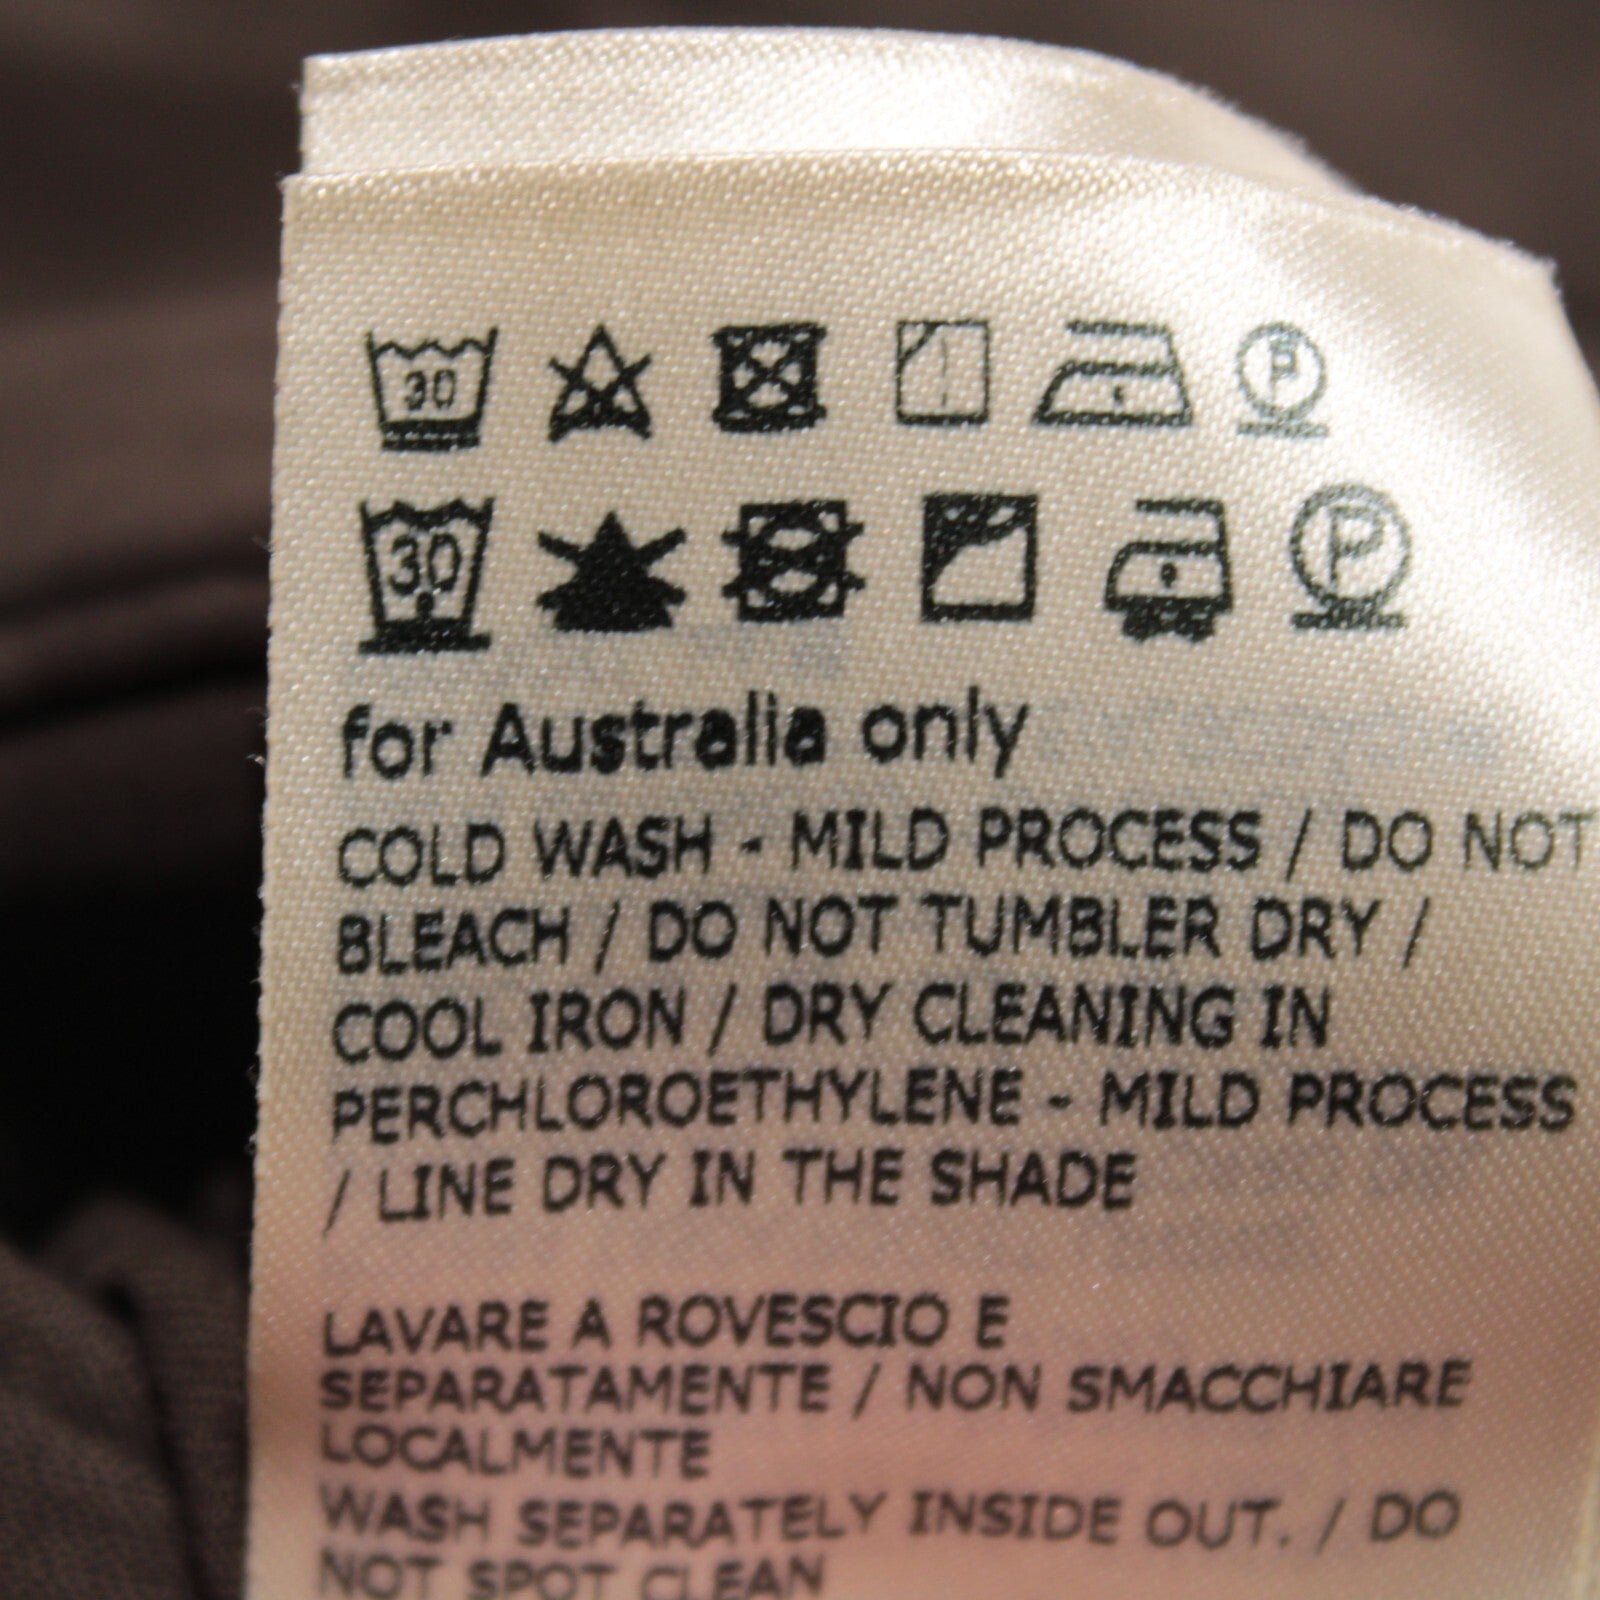 30 P
30 P
for Australia only
COLD WASH - MILD PROCESS / DO NOT
BLEACH / DO NOT TUMBLER DRY /
COOL IRON / DRY CLEANING IN
PERCHLOROETHYLENE - MILD PROCESS
/ LINE DRY IN THE SHADE
LAVARE A ROVESCIO E
SEPARATAMENTE / NON SMACCHIARE
LOCALMENTE
WASH SEPARATELY INSIDE OUT. / DO
NOT SPOT CLEAN